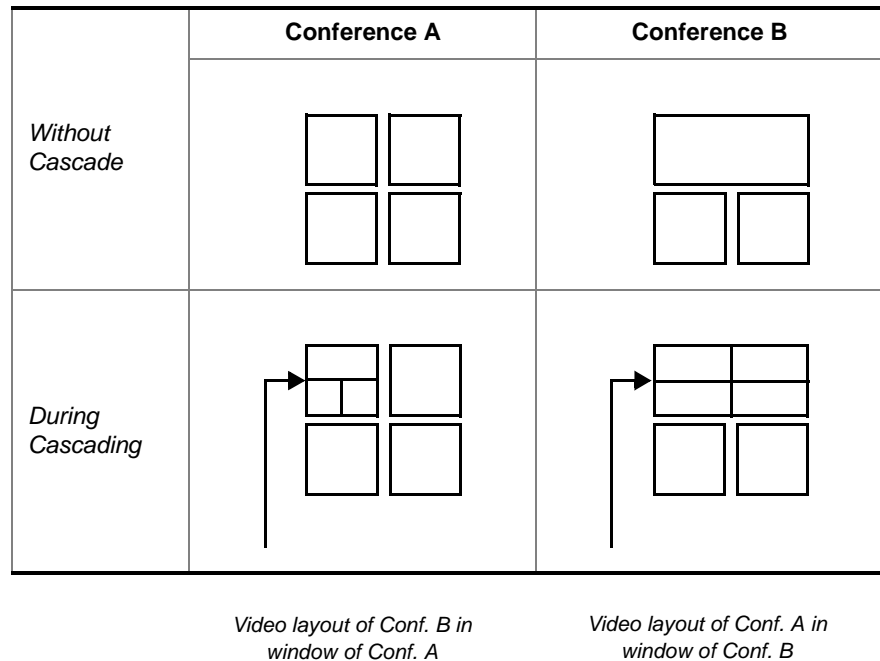 Conference A
Conference B
Without
Cascade
During
Cascading
Video layout of Conf. B in
window of Conf. A
Video layout of Conf. A in
window of Conf. B